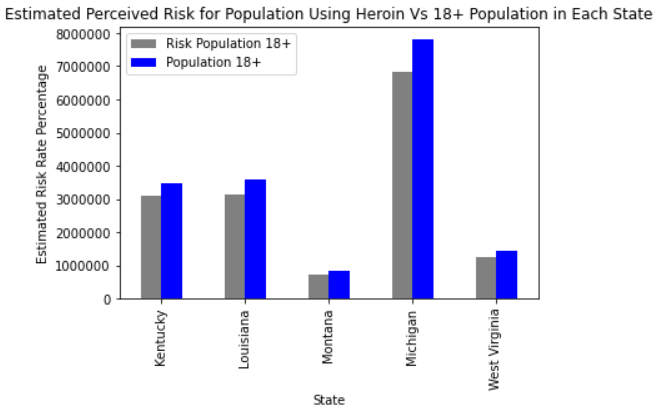 Estimated Perceived Risk for Population Using Heroin Vs 18+ Population in Each State
Risk Population 18+
Population 18+
Estimated Risk Rate Percentage
8000000
7000000
6000000
5000000
4000000
3000000
2000000
1000000
0
Kentucky
Louisiana
Montana
Michigan
West Virginia
State